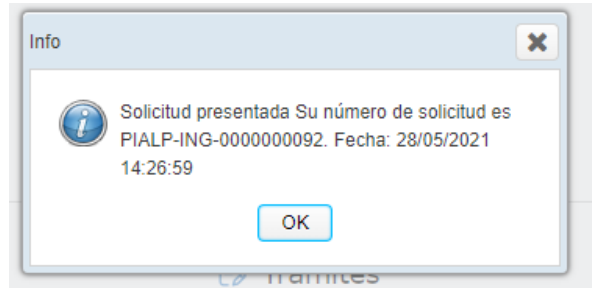 Info
Solicitud presentada Su número de solicitud es
PIALP-ING-0000000092. Fecha: 28/05/2021
14:26:59
OK
Trámites